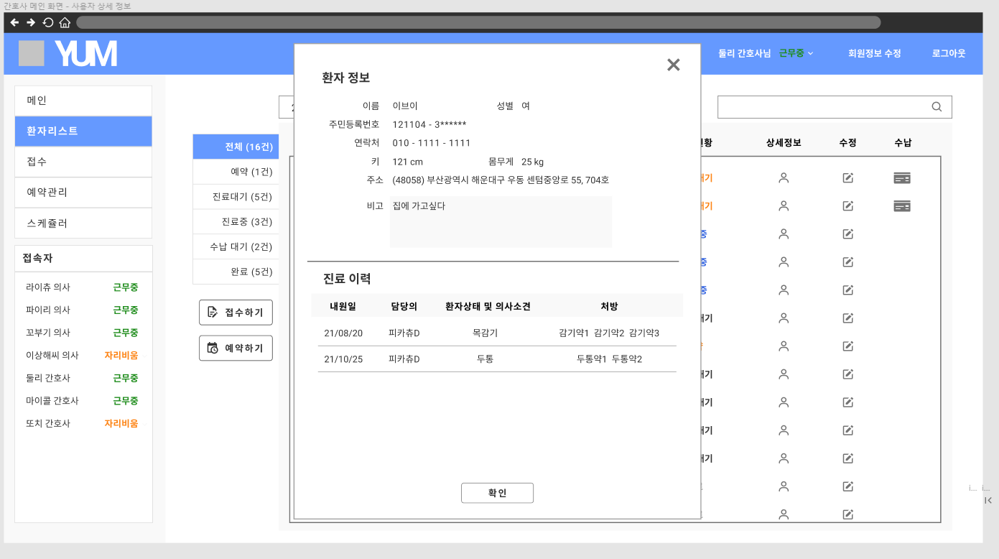 간호사 메인 화면 - 사용자 상세 정보
YUM
둘리 간호사님 근무중 회원정보 수정 로그아웃
메인
환자리스트
접수
예약관리
스케쥴러
접속자
라이츄 의사 근무중
파이리 의사 근무중
꼬부기 의사 근무중
이상해씨 의사 자리비움
둘리 간호사 근무중
마이콜 간호사 근무중
또치 간호사 자리비움
전체 (16건)
예약 (1건)
진료대기 (5건)
진료중 (3건)
수납 대기 (2건)
완료 (5건)
접수하기
예약하기
환자 정보
이름 이브이 성별 여
주민등록번호 121104 - 3******
연락처 010 - 1111 - 1111
키 121 cm 몸무게 25 kg
주소 (48058) 부산광역시 해운대구 우동 센텀중앙로 55, 704호
비고 집에 가고싶다
진료 이력
내원일 담당의 환자상태 및 의사소견 처방
21/08/20 피카츄D 목감기 감기약1 감기약2 감기약3
21/10/25 피카츄D 두통 두통약1 두통약2
확인
상세정보 수정 수납
기
기
중
중
중
기
기
기
기
기
i... i...